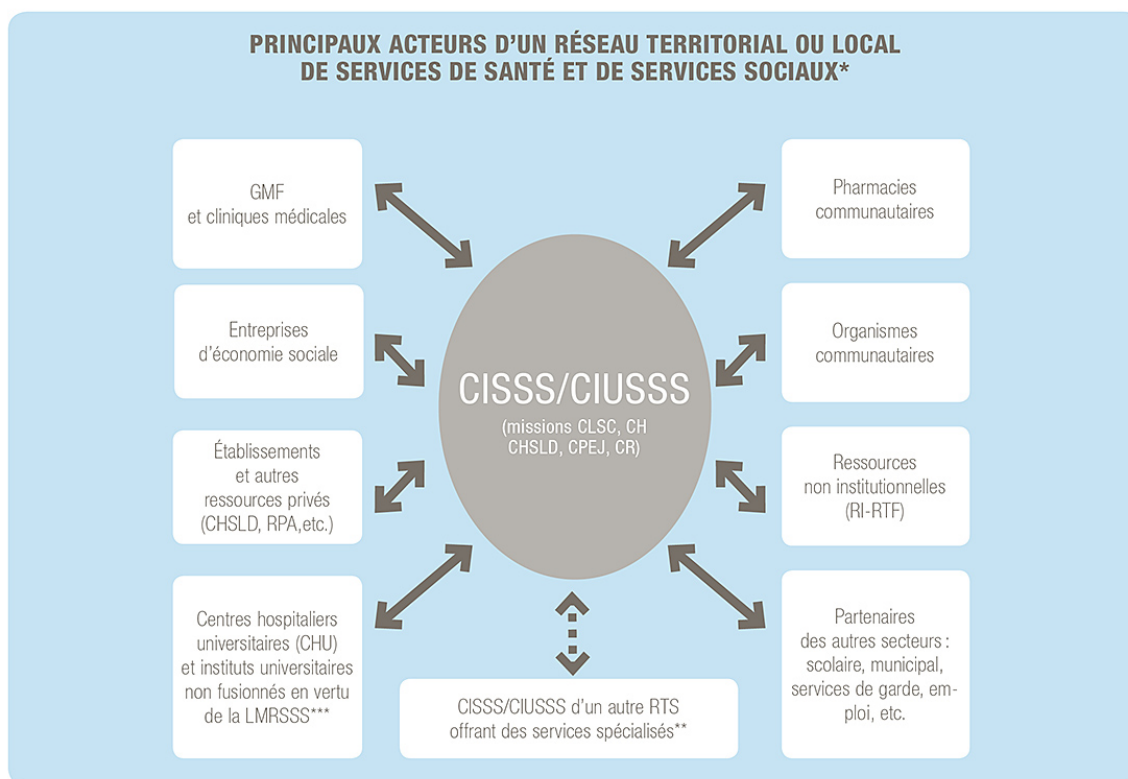 PRINCIPAUX ACTEURS D'UN RÉSEAU TERRITORIAL OU LOCAL
DE SERVICES DE SANTÉ ET DE SERVICES SOCIAUX*
GMF
et cliniques médicales
Entreprises
d'économie sociale
Établissements
et autres
ressources privés
(CHSLD, RPA,etc.)
Centres hospitaliers
universitaires (CHU)
et instituts universitaires
non fusionnés en vertu
de la LMRSSS***
CISSS/CIUSSS
(missions CLSC, CH
CHSLD, CPEJ, CR)
CISSS/CIUSSS d'un autre RTS
offrant des services spécialisés**
Pharmacies
communautaires
Organismes
communautaires
Ressources
non institutionnelles
(RI-RTF)
Partenaires
des autres secteurs :
scolaire, municipal,
services de garde, em-
ploi, etc.